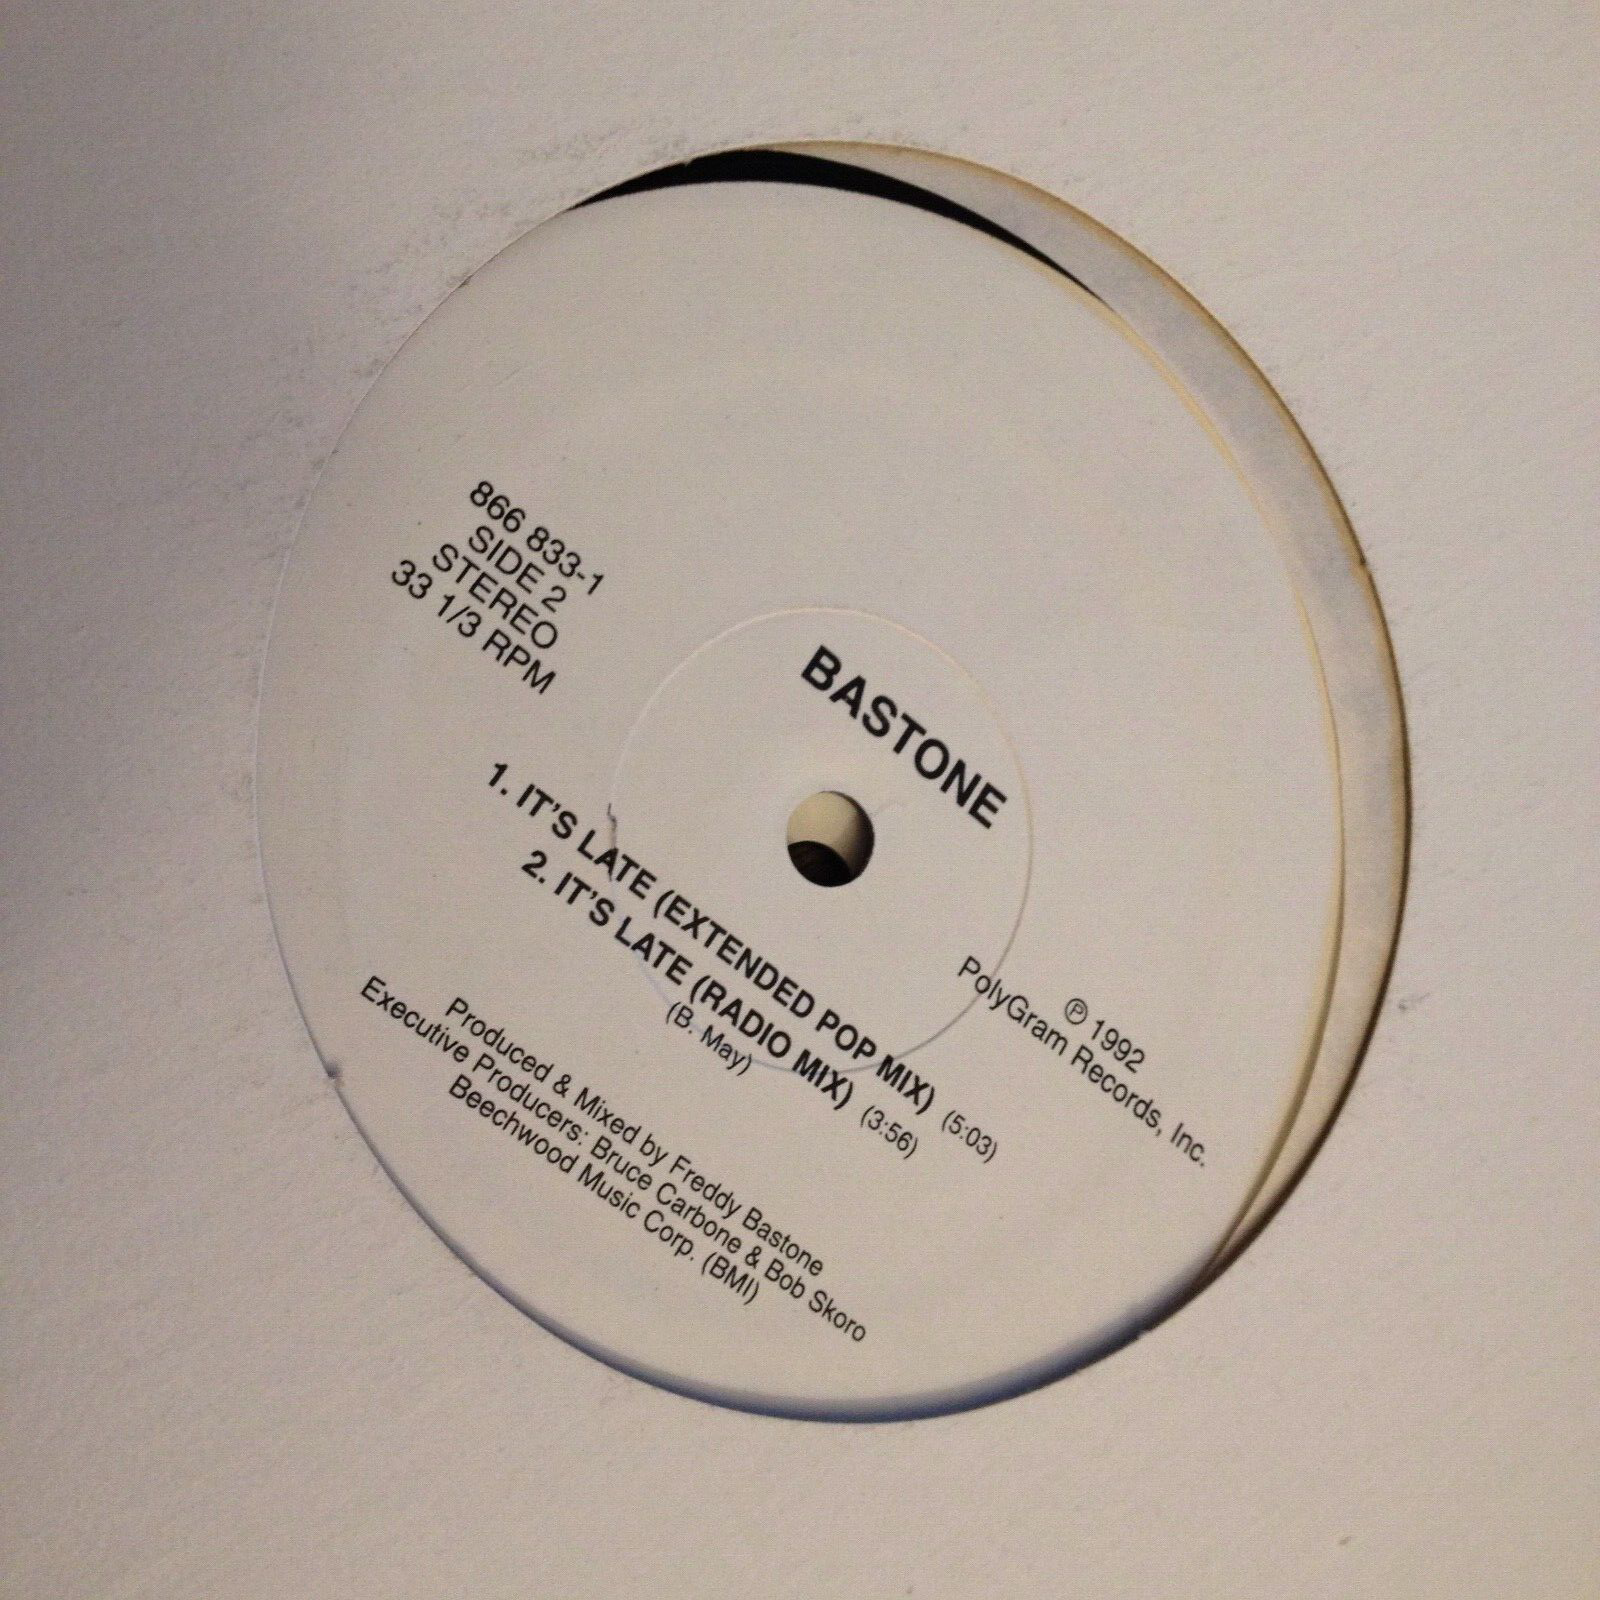 BASTONE
866 833-1
SIDE 2
STEREO
33 1/3 RPM
℗ 1992
PolyGram Records, Inc.
1. IT'S LATE (EXTENDED POP MIX) (5:03)
2. IT'S LATE (RADIO MIX) (3:56)
(B. May)
Produced & Mixed by Freddy Bastone
Executive Producers: Bruce Carbone & Bob Skoro
Beechwood Music Corp. (BMI)